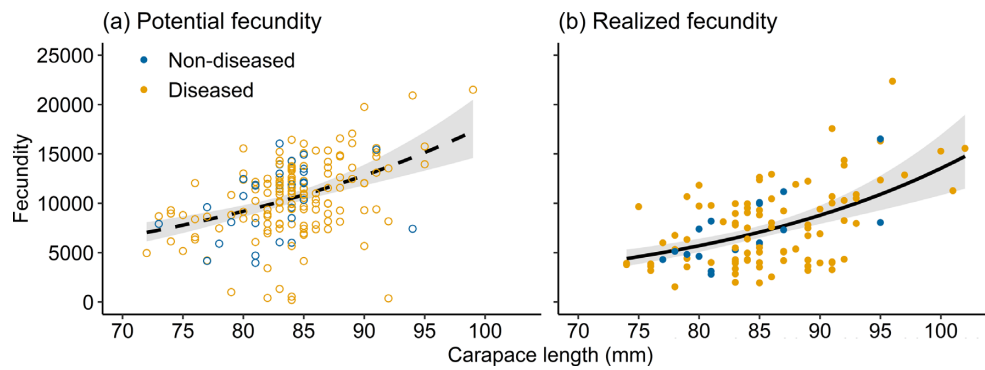 (a) Potential fecundity
(b) Realized fecundity
Fecundity
25000
20000
15000
10000
5000
0
Non-diseased
Diseased
70 75 80 85 90 95 100
70 75 80 85 90 95 100
Carapace length (mm)